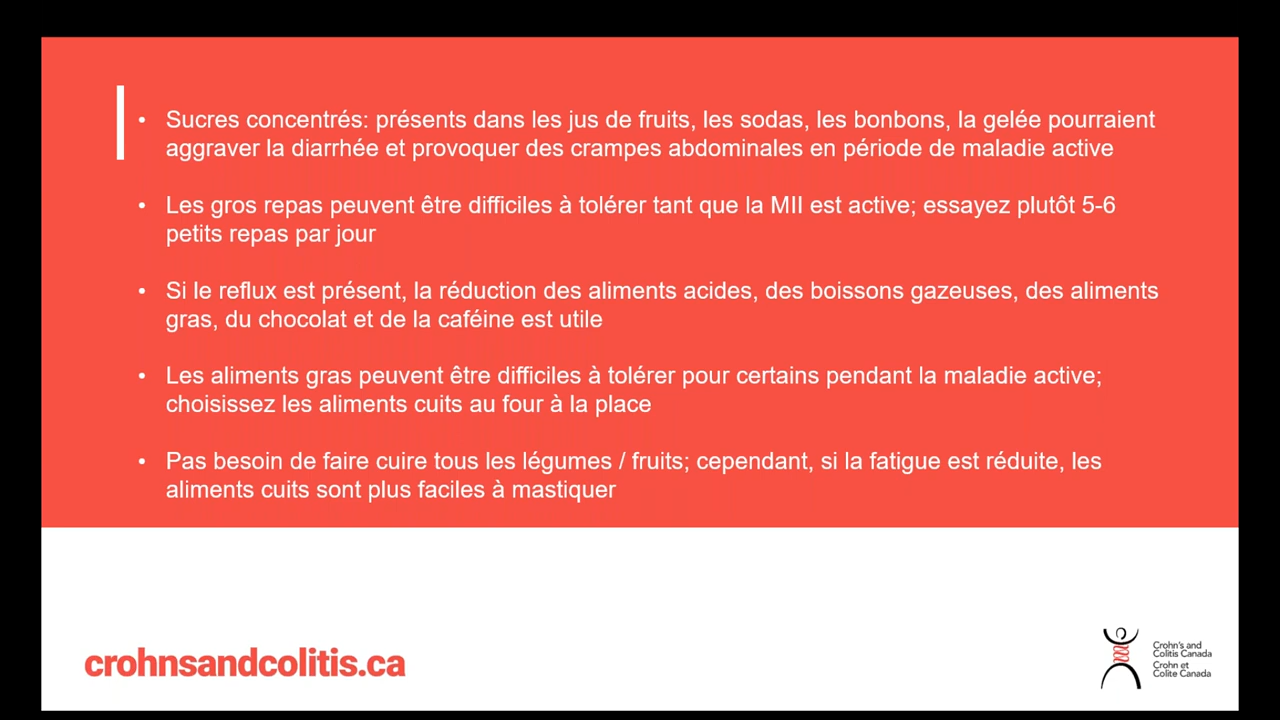 • Sucres concentrés: présents dans les jus de fruits, les sodas, les bonbons, la gelée pourraient
aggraver la diarrhée et provoquer des crampes abdominales en période de maladie active
• Les gros repas peuvent être difficiles à tolérer tant que la MII est active; essayez plutôt 5-6
petits repas par jour
• Si le reflux est présent, la réduction des aliments acides, des boissons gazeuses, des aliments
gras, du chocolat et de la caféine est utile
• Les aliments gras peuvent être difficiles à tolérer pour certains pendant la maladie active;
choisissez les aliments cuits au four à la place
• Pas besoin de faire cuire tous les légumes / fruits; cependant, si la fatigue est réduite, les
aliments cuits sont plus faciles à mastiquer
crohnsandcolitis.ca
Crohn's and
Colitis Canada
Crohn et
Colite Canada